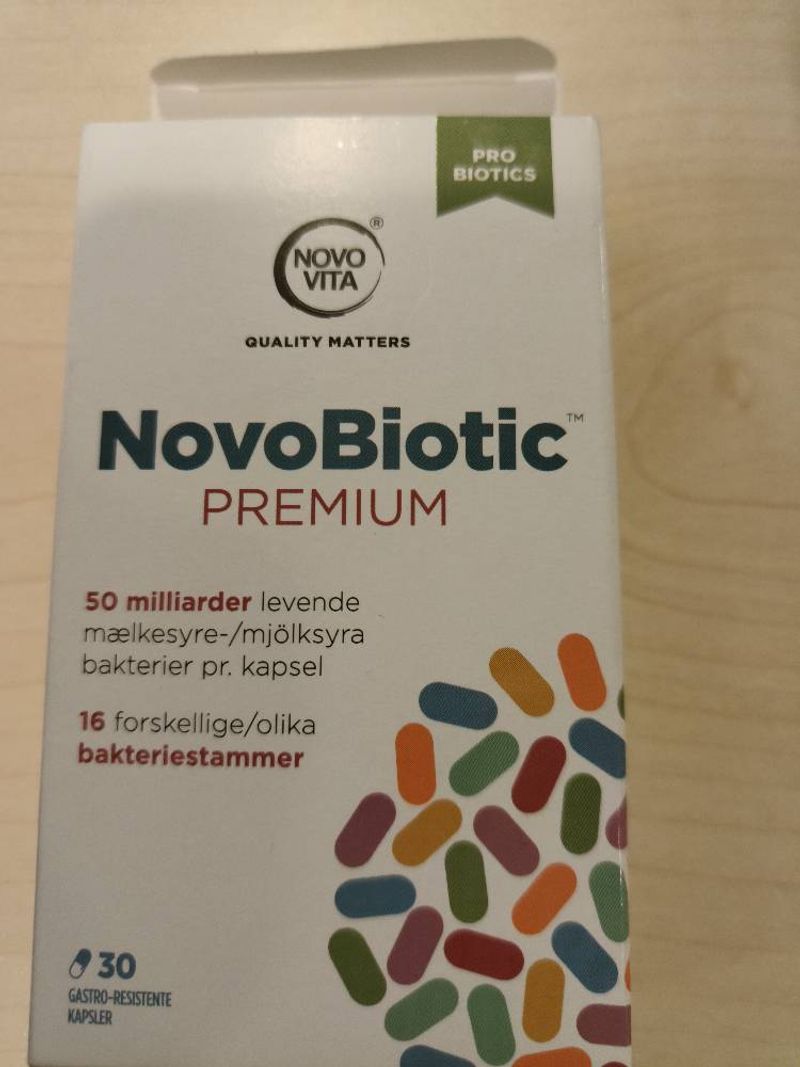 PRO
BIOTICS
®
NOVO
VITA
QUALITY MATTERS
NovoBiotic™
PREMIUM
50 milliarder levende
mælkesyre-/mjölksyra
bakterier pr. kapsel
16 forskellige/olika
bakteriestammer
30
GASTRO-RESISTENTE
KAPSLER